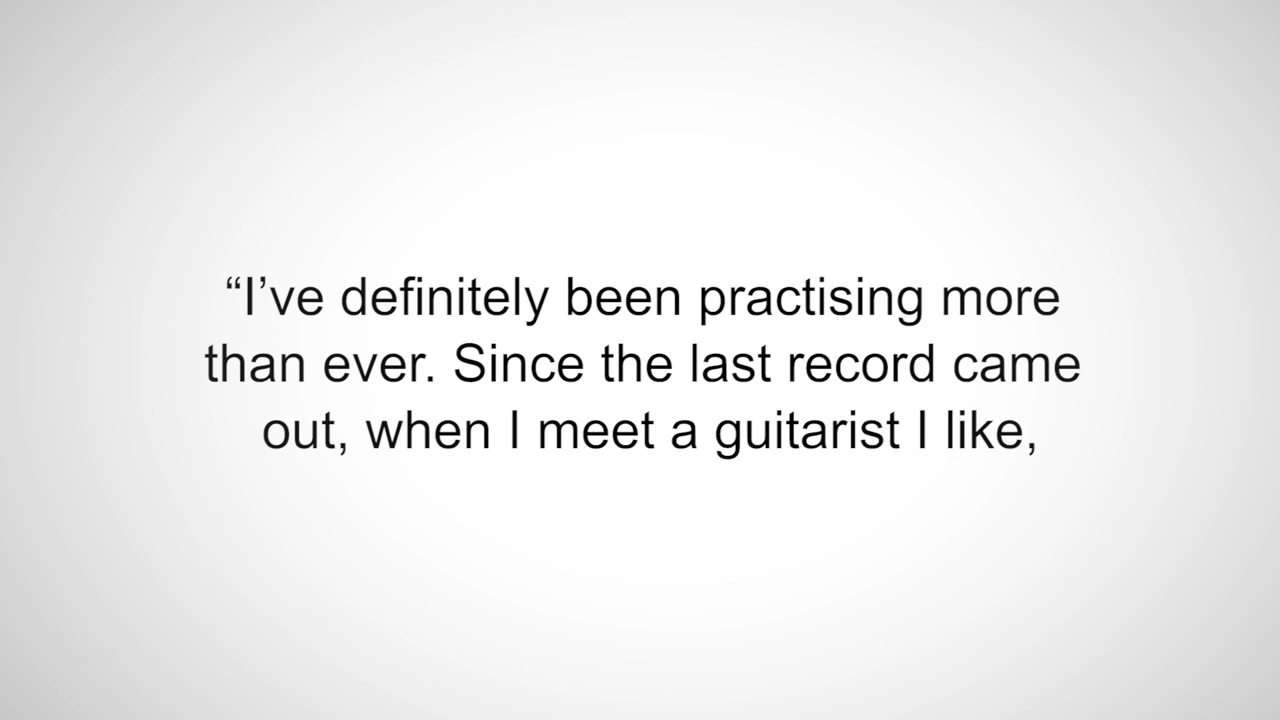 “I’ve definitely been practising more
than ever. Since the last record came
out, when I meet a guitarist I like,